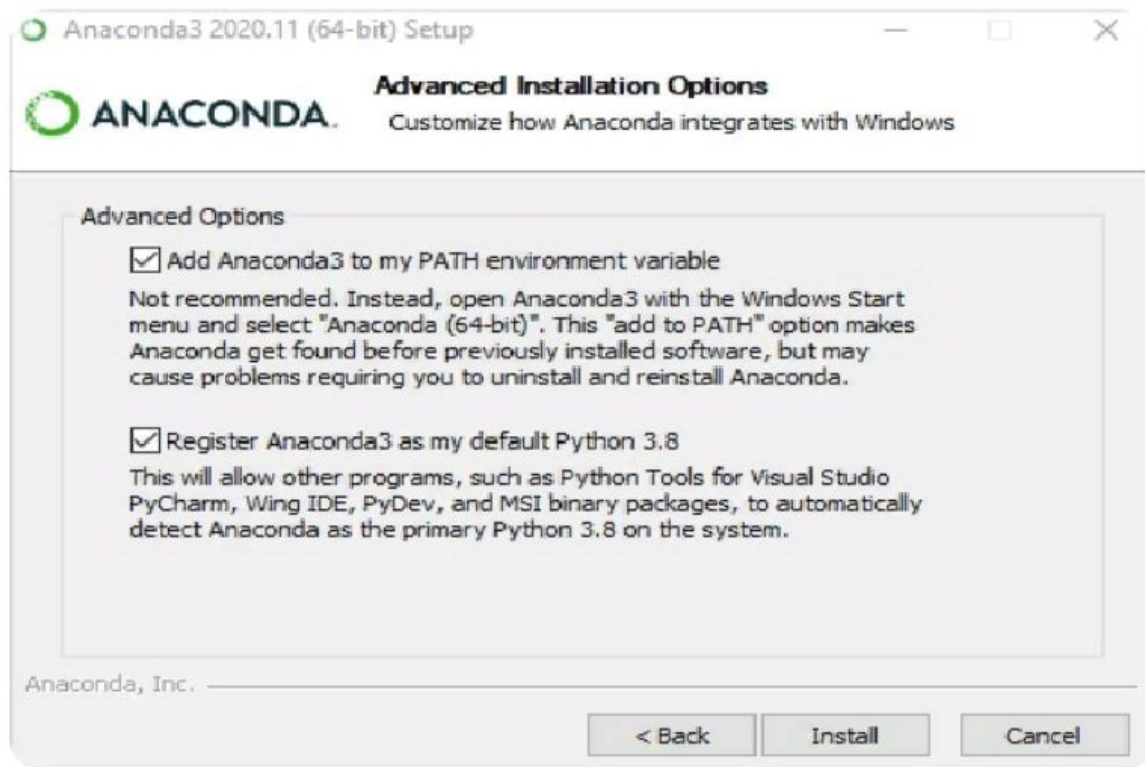 Anaconda3 2020.11 (64-bit) Setup
ANACONDA.
Advanced Installation Options
Customize how Anaconda integrates with Windows
Advanced Options
Add Anaconda3 to my PATH environment variable
Not recommended. Instead, open Anaconda3 with the Windows Start
menu and select "Anaconda (64-bit)". This "add to PATH" option makes
Anaconda get found before previously installed software, but may
cause problems requiring you to uninstall and reinstall Anaconda.
Register Anaconda3 as my default Python 3.8
This will allow other programs, such as Python Tools for Visual Studio
PyCharm, Wing IDE, PyDev, and MSI binary packages, to automatically
detect Anaconda as the primary Python 3.8 on the system.
Anaconda, Inc.
< Back
Install
Cancel